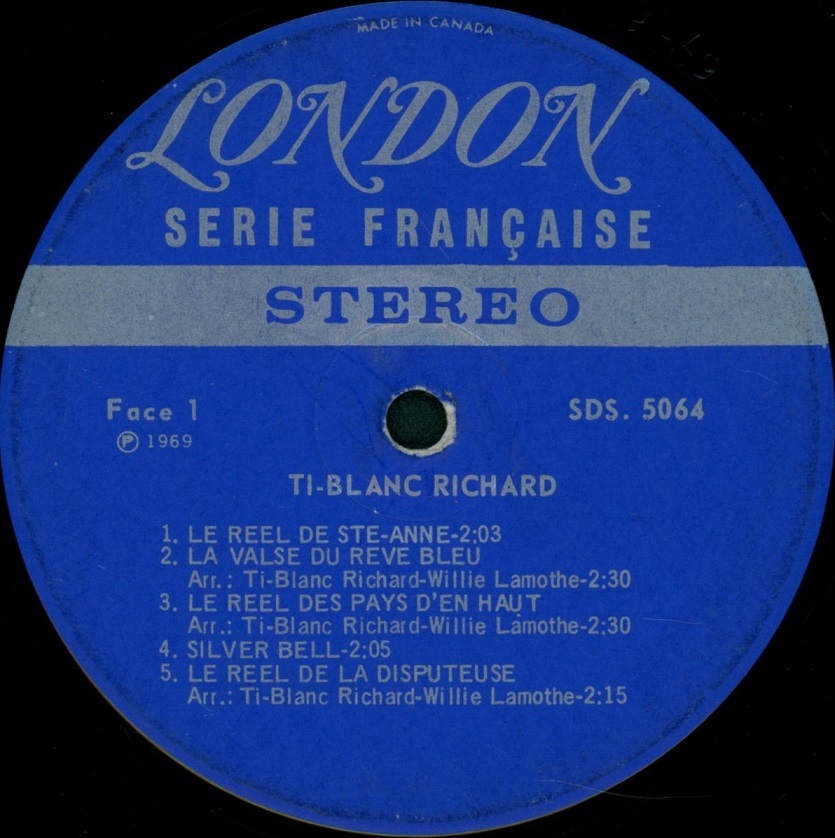 MADE IN CANADA
LONDON
SERIE FRANÇAISE
STEREO
Face 1
SDS. 5064
Ⓟ 1969
TI-BLANC RICHARD
1. LE REEL DE STE-ANNE-2:03
2. LA VALSE DU REVE BLEU
Arr.: Ti-Blanc Richard-Willie Lamothe-2:30
3. LE REEL DES PAYS D'EN HAUT
Arr.: Ti-Blanc Richard-Willie Lamothe-2:30
4. SILVER BELL-2:05
5. LE REEL DE LA DISPUTEUSE
Arr.: Ti-Blanc Richard-Willie Lamothe-2:15